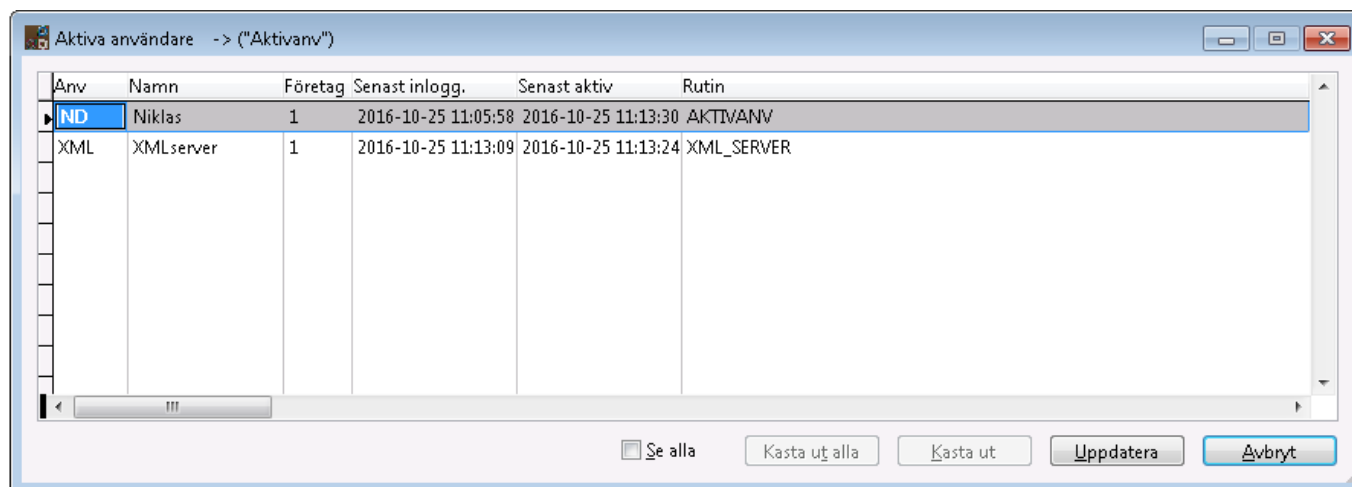 Aktiva användare -> ("Aktivanv")
Anv Namn Företag Senast inlogg. Senast aktiv Rutin
ND Niklas 1 2016-10-25 11:05:58 2016-10-25 11:13:30 AKTIVANV
XML XMLserver 1 2016-10-25 11:13:09 2016-10-25 11:13:24 XML_SERVER
Se alla Kasta ut alla Kasta ut Uppdatera Avbryt